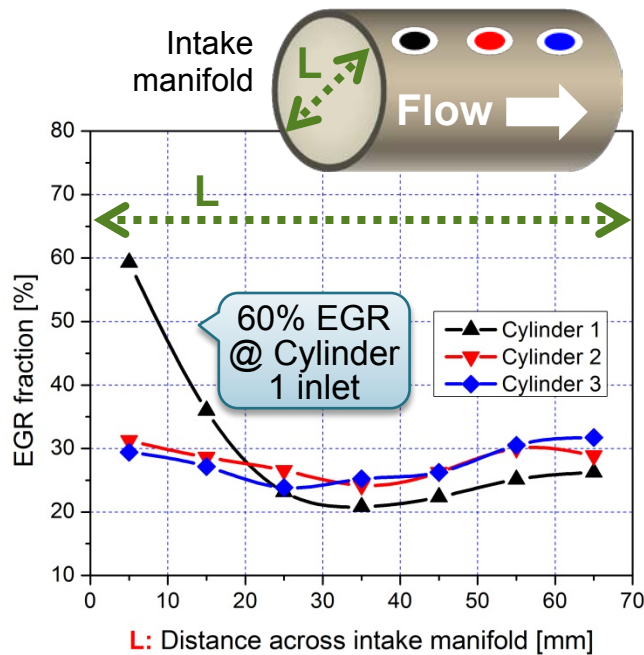 Intake
manifold
L
Flow
80
70
60
50
40
30
20
10
L
EGR fraction [%]
60% EGR
@ Cylinder
1 inlet
Cylinder 1
Cylinder 2
Cylinder 3
0 10 20 30 40 50 60 70
L: Distance across intake manifold [mm]